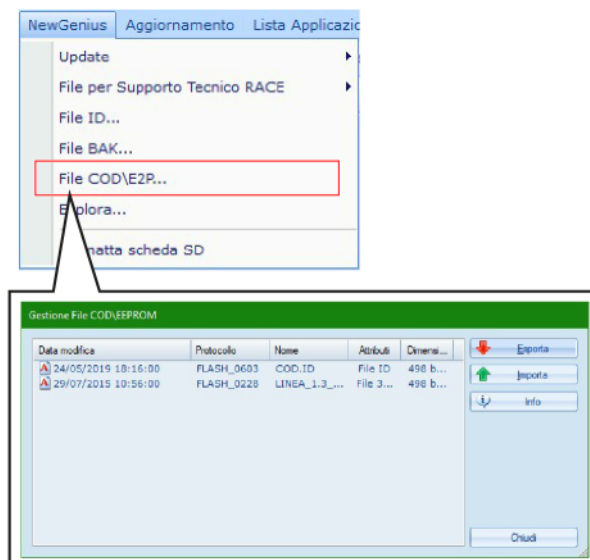 NewGenius Aggiornamento Lista Applicazio
Update
File per Supporto Tecnico RACE
File ID...
File BAK...
File COD\E2P...
Esplora...
matta scheda SD
Gestione File COD\EEPROM
Data modifica Protocollo Nome Attributi Dimensi...
24/05/2019 18:16:00 FLASH_0603 COD.ID File ID 498 b...
29/07/2015 10:56:00 FLASH_0228 LINEA_1.3_... File 3... 498 b...
Esporta
Importa
Info
Chiudi